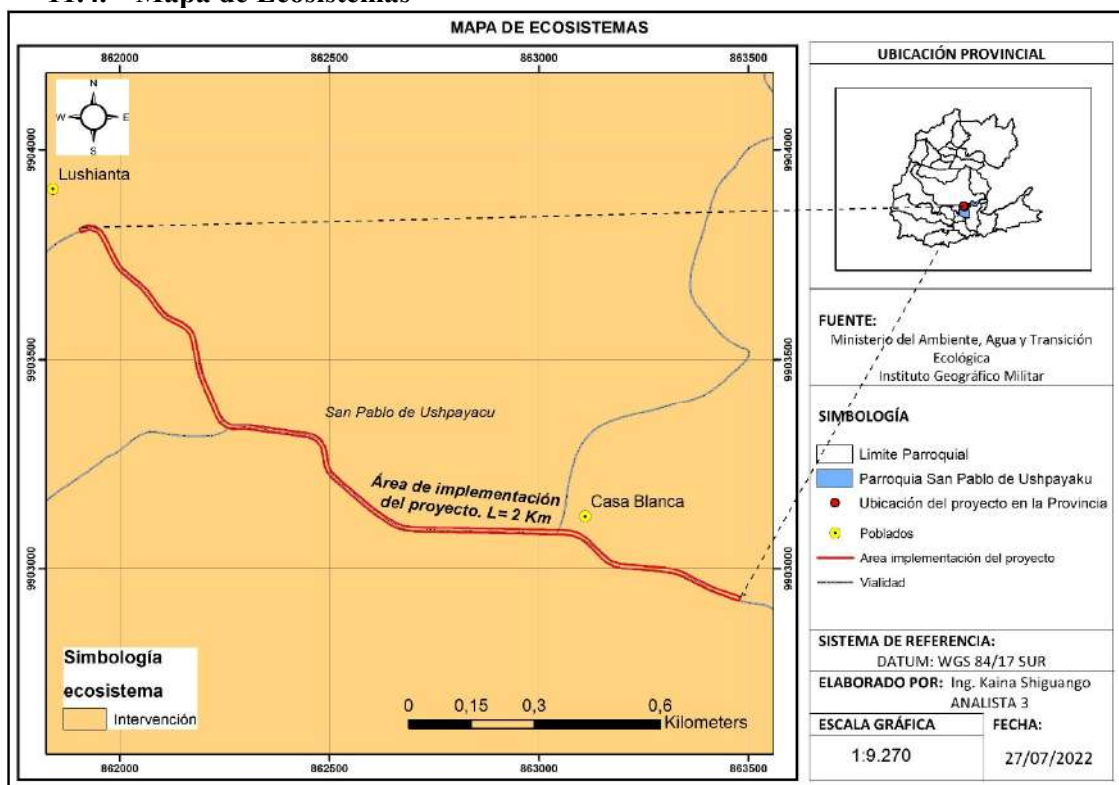 11.4. Mapa de Ecosistemas
MAPA DE ECOSISTEMAS
862000 862500 863000 863500
N
W E
S
Lushianta
9904000 9904000
9903500 9903500
San Pablo de Ushpayacu
Área de implementación
del proyecto. L= 2 Km
Casa Blanca
9903000 9903000
Simbología
ecosistema
Intervención
0 0,15 0,3 0,6
Kilometers
862000 862500 863000 863500
UBICACIÓN PROVINCIAL
FUENTE:
Ministerio del Ambiente, Agua y Transición
Ecológica
Instituto Geográfico Militar
SIMBOLOGÍA
Limite Parroquial
Parroquia San Pablo de Ushpayaku
Ubicación del proyecto en la Provincia
Poblados
Area implementación del proyecto
Vialidad
SISTEMA DE REFERENCIA:
DATUM: WGS 84/17 SUR
ELABORADO POR: Ing. Kaina Shiguango
ANALISTA 3
ESCALA GRÁFICA FECHA:
1:9.270 27/07/2022